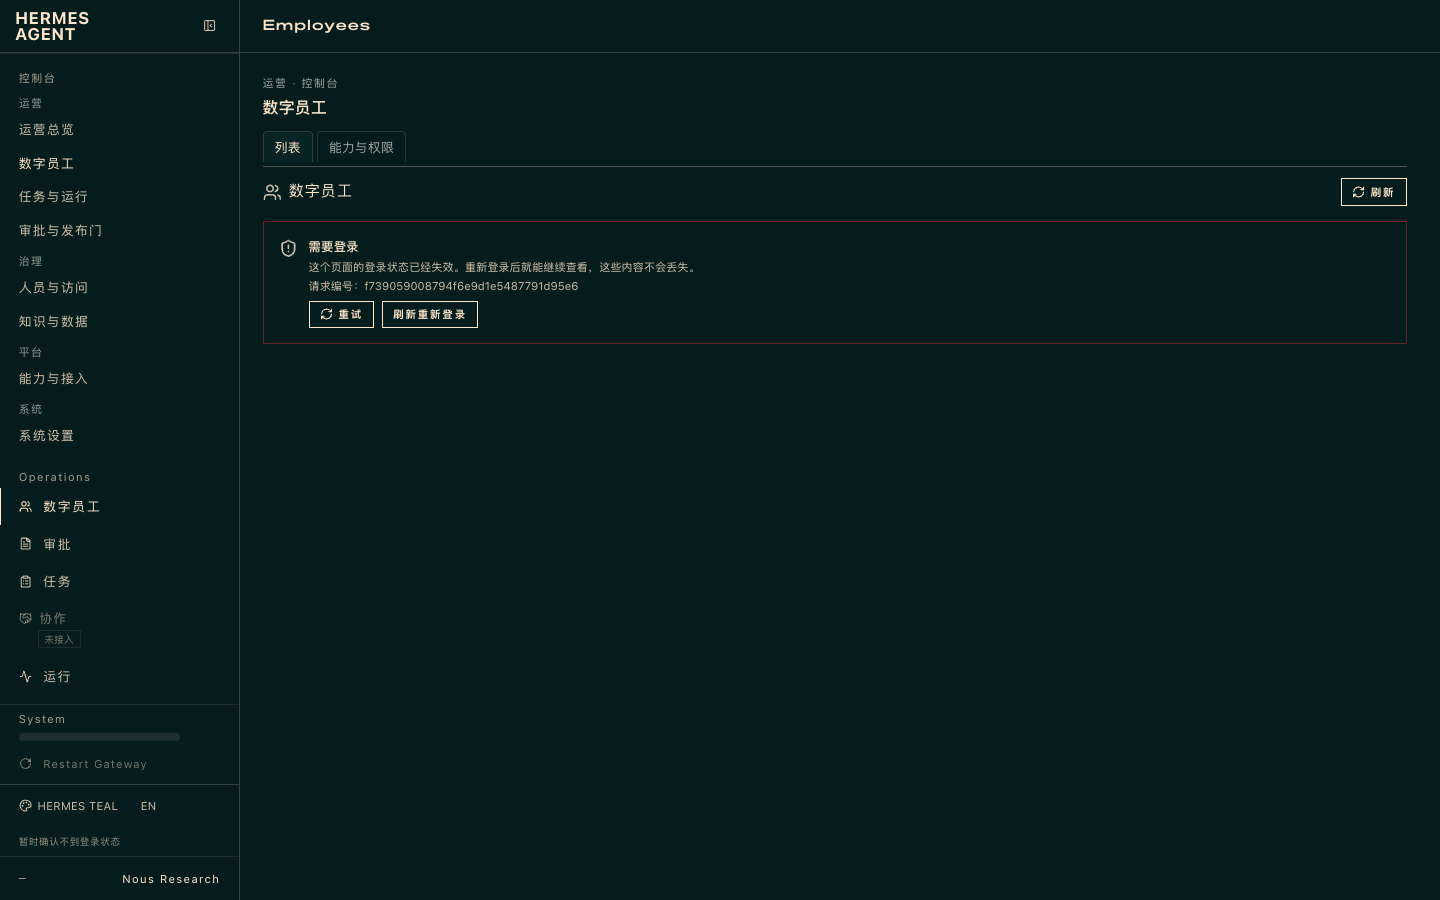 HERMES
AGENT
控制台
运营
运营总览
数字员工
任务与运行
审批与发布门
治理
人员与访问
知识与数据
平台
能力与接入
系统
系统设置
Operations
数字员工
审批
任务
协作
未接入
运行
System
Restart Gateway
HERMES TEAL EN
暂时确认不到登录状态
– Nous Research
Employees
运营 · 控制台
数字员工
列表 能力与权限
数字员工 刷新
需要登录
这个页面的登录状态已经失效。重新登录后就能继续查看，这些内容不会丢失。
请求编号：f739059008794f6e9d1e5487791d95e6
重试 刷新重新登录